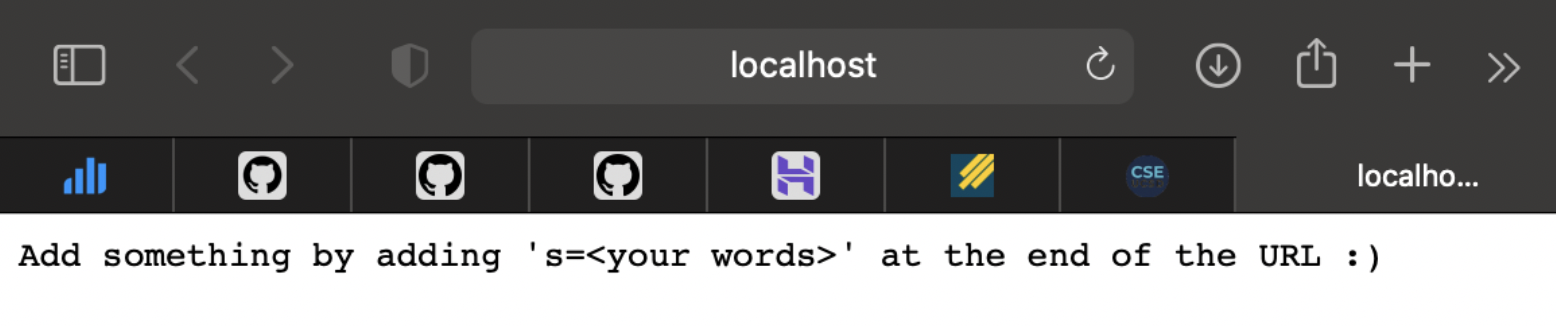 localhost
CSE
localho...
Add something by adding 's=<your words>' at the end of the URL :)